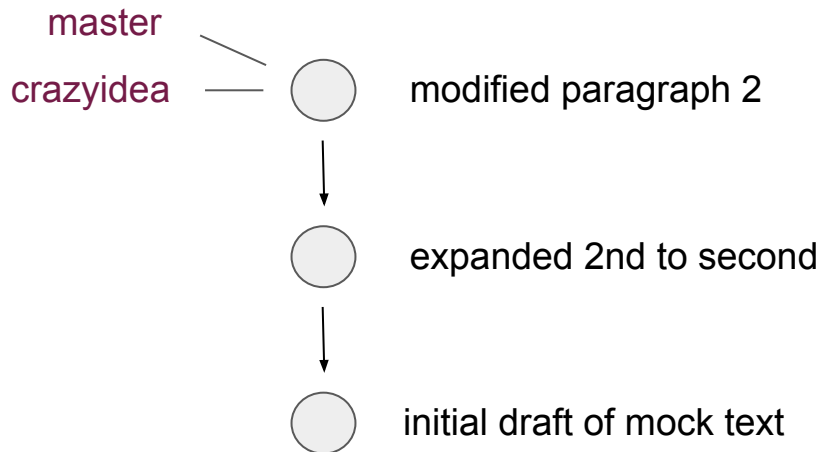 master
crazyidea
modified paragraph 2
expanded 2nd to second
initial draft of mock text